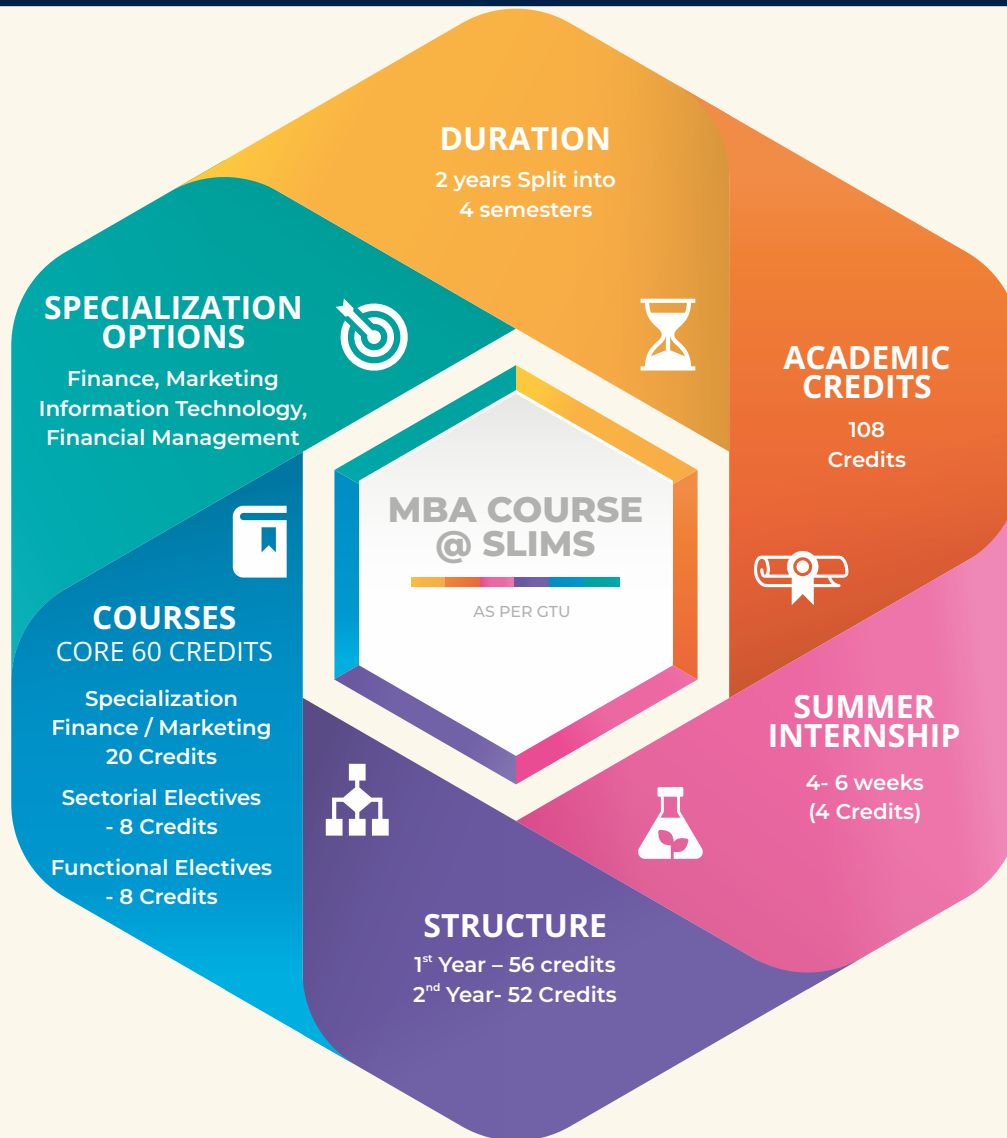 DURATION
2 years Split into
4 semesters
SPECIALIZATION
OPTIONS
Finance, Marketing
Information Technology,
Financial Management
ACADEMIC
CREDITS
108
Credits
MBA COURSE
@ SLIMS
AS PER GTU
COURSES
CORE 60 CREDITS
Specialization
Finance / Marketing
20 Credits
Sectorial Electives
- 8 Credits
Functional Electives
- 8 Credits
SUMMER
INTERNSHIP
4- 6 weeks
(4 Credits)
STRUCTURE
1st Year – 56 credits
2nd Year- 52 Credits